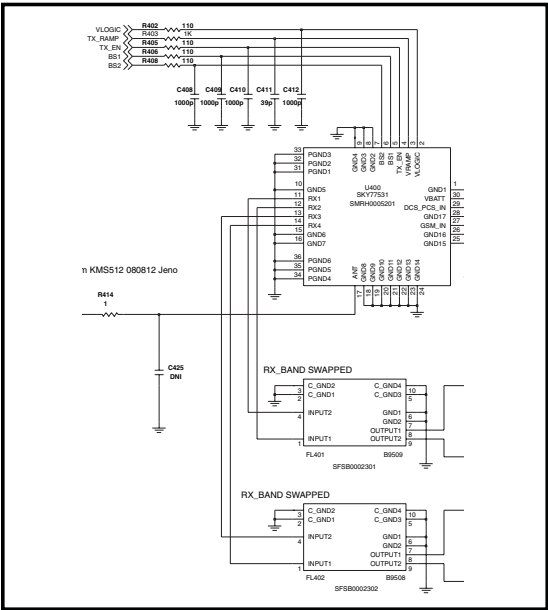 VLOGIC R402 110
TX_RAMP R403 1K
TX_EN R405 110
BS1 R406 110
BS2 R408 110
C408 C409 C410 C411 C412
1000p 1000p 1000p 39p 1000p
10 9 8 7 6 5 4 3 2
GND4 GND3 GND2 BS2 BS1 TX_EN VRAMP VLOGIC
33 PGND3
32 PGND2
31 PGND1
10 GND5
11 RX1
12 RX2
13 RX3
14 RX4
15 GND6
16 GND7
36 PGND6
35 PGND5
34 PGND4
U400
SKY77531
SMRH0005201
GND1 1
VBATT 30
DCS_PCS_IN 29
GND17 28
GSM_IN 27
GND16 26
GND15 25
ANT GND8 GND9 GND10 GND11 GND12 GND13 GND14
17 18 19 20 21 22 23 24
m KMS512 080812 Jeno
R414
1
C425
DNI
RX_BAND SWAPPED
C_GND2 C_GND4
3 C_GND1 C_GND3 10
2 5
INPUT2 GND1
4 GND2 6
OUTPUT1 7
INPUT1 OUTPUT2 8
1 9
FL401 B9509
SFSB0002301
RX_BAND SWAPPED
C_GND2 C_GND4
3 C_GND1 C_GND3 10
2 5
INPUT2 GND1
4 GND2 6
OUTPUT1 7
INPUT1 OUTPUT2 8
1 9
FL402 B9508
SFSB0002302